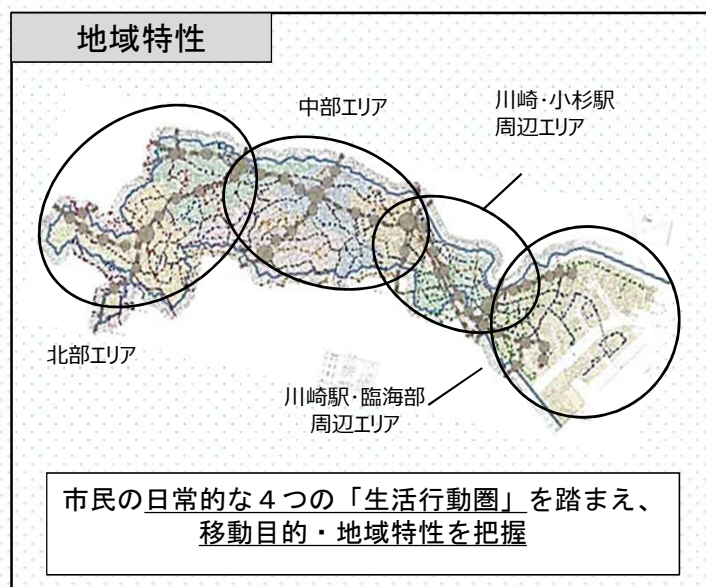 地域特性
中部エリア
川崎・小杉駅
周辺エリア
北部エリア
川崎駅・臨海部
周辺エリア
市民の日常的な４つの「生活行動圏」を踏まえ、
移動目的・地域特性を把握